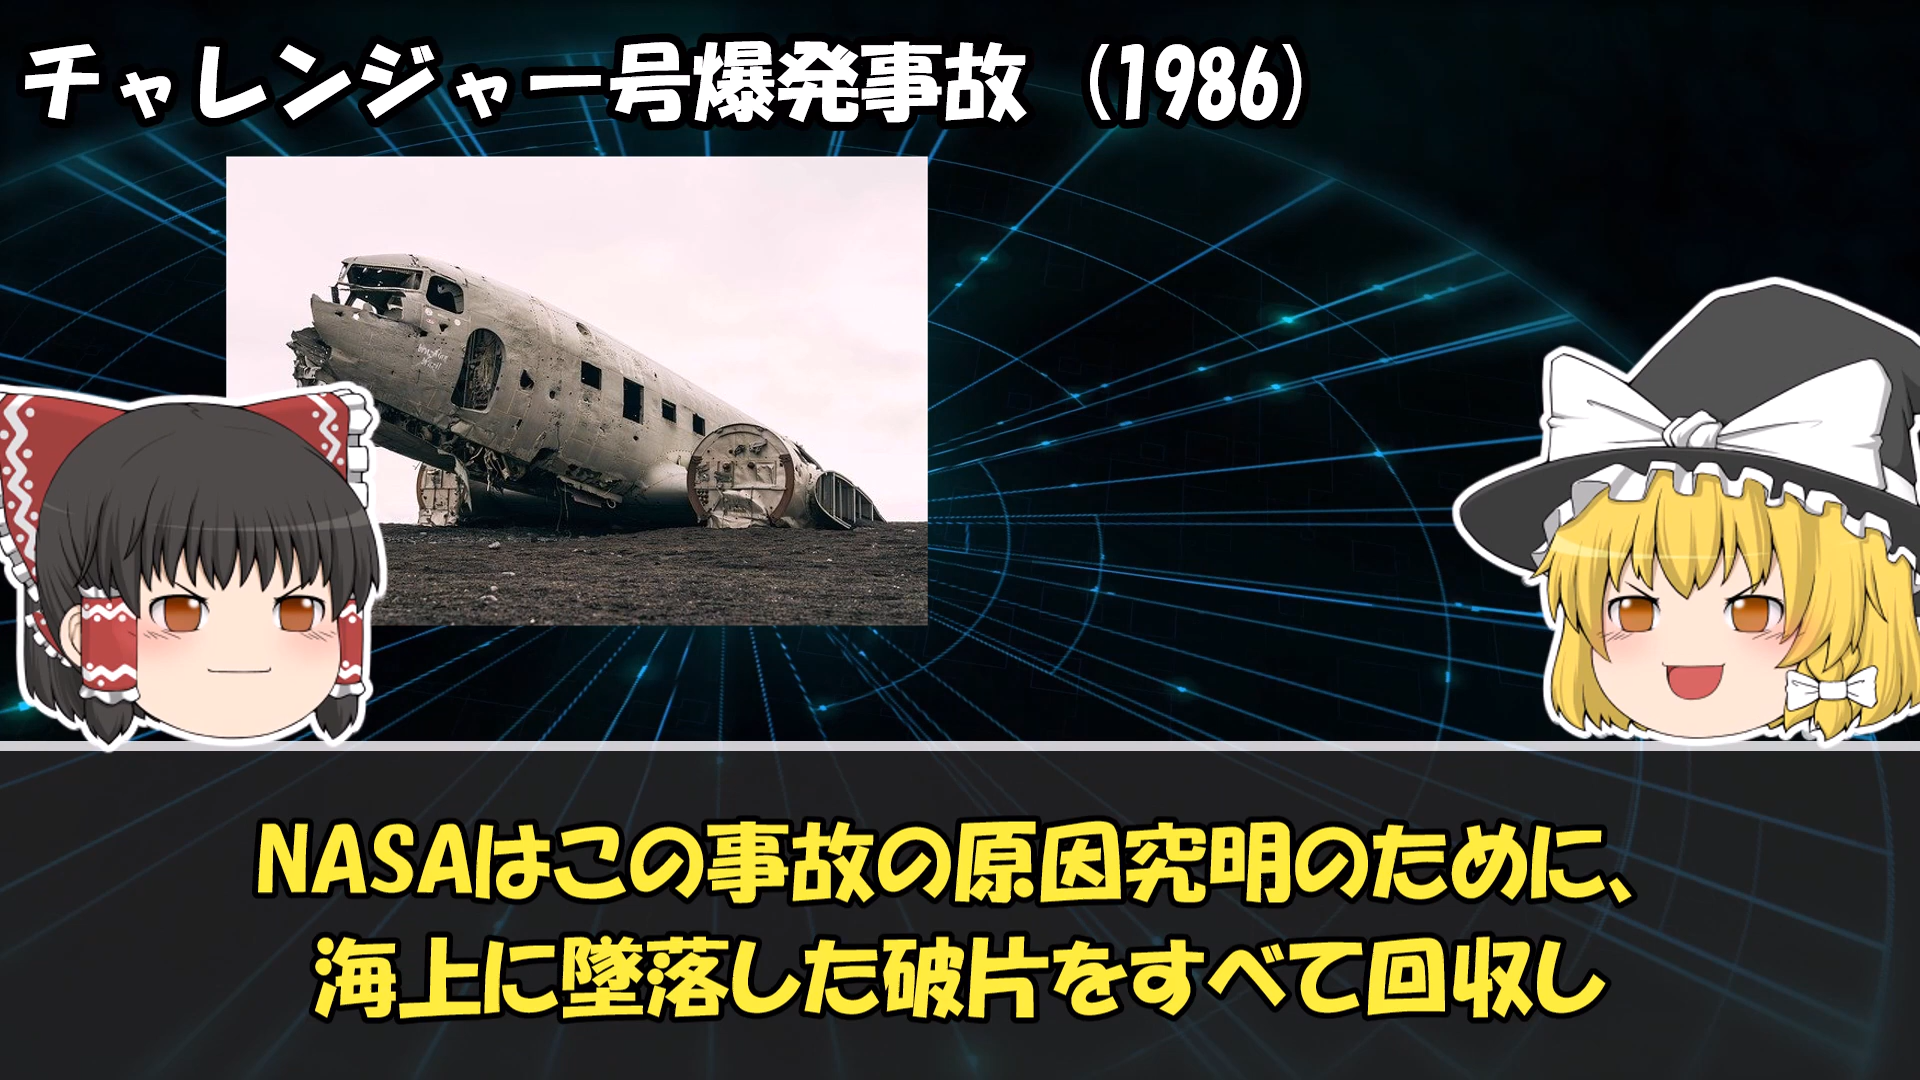 チャレンジャー号爆発事故（1986）
NASAはこの事故の原因究明のために、
海上に墜落した破片をすべて回収し